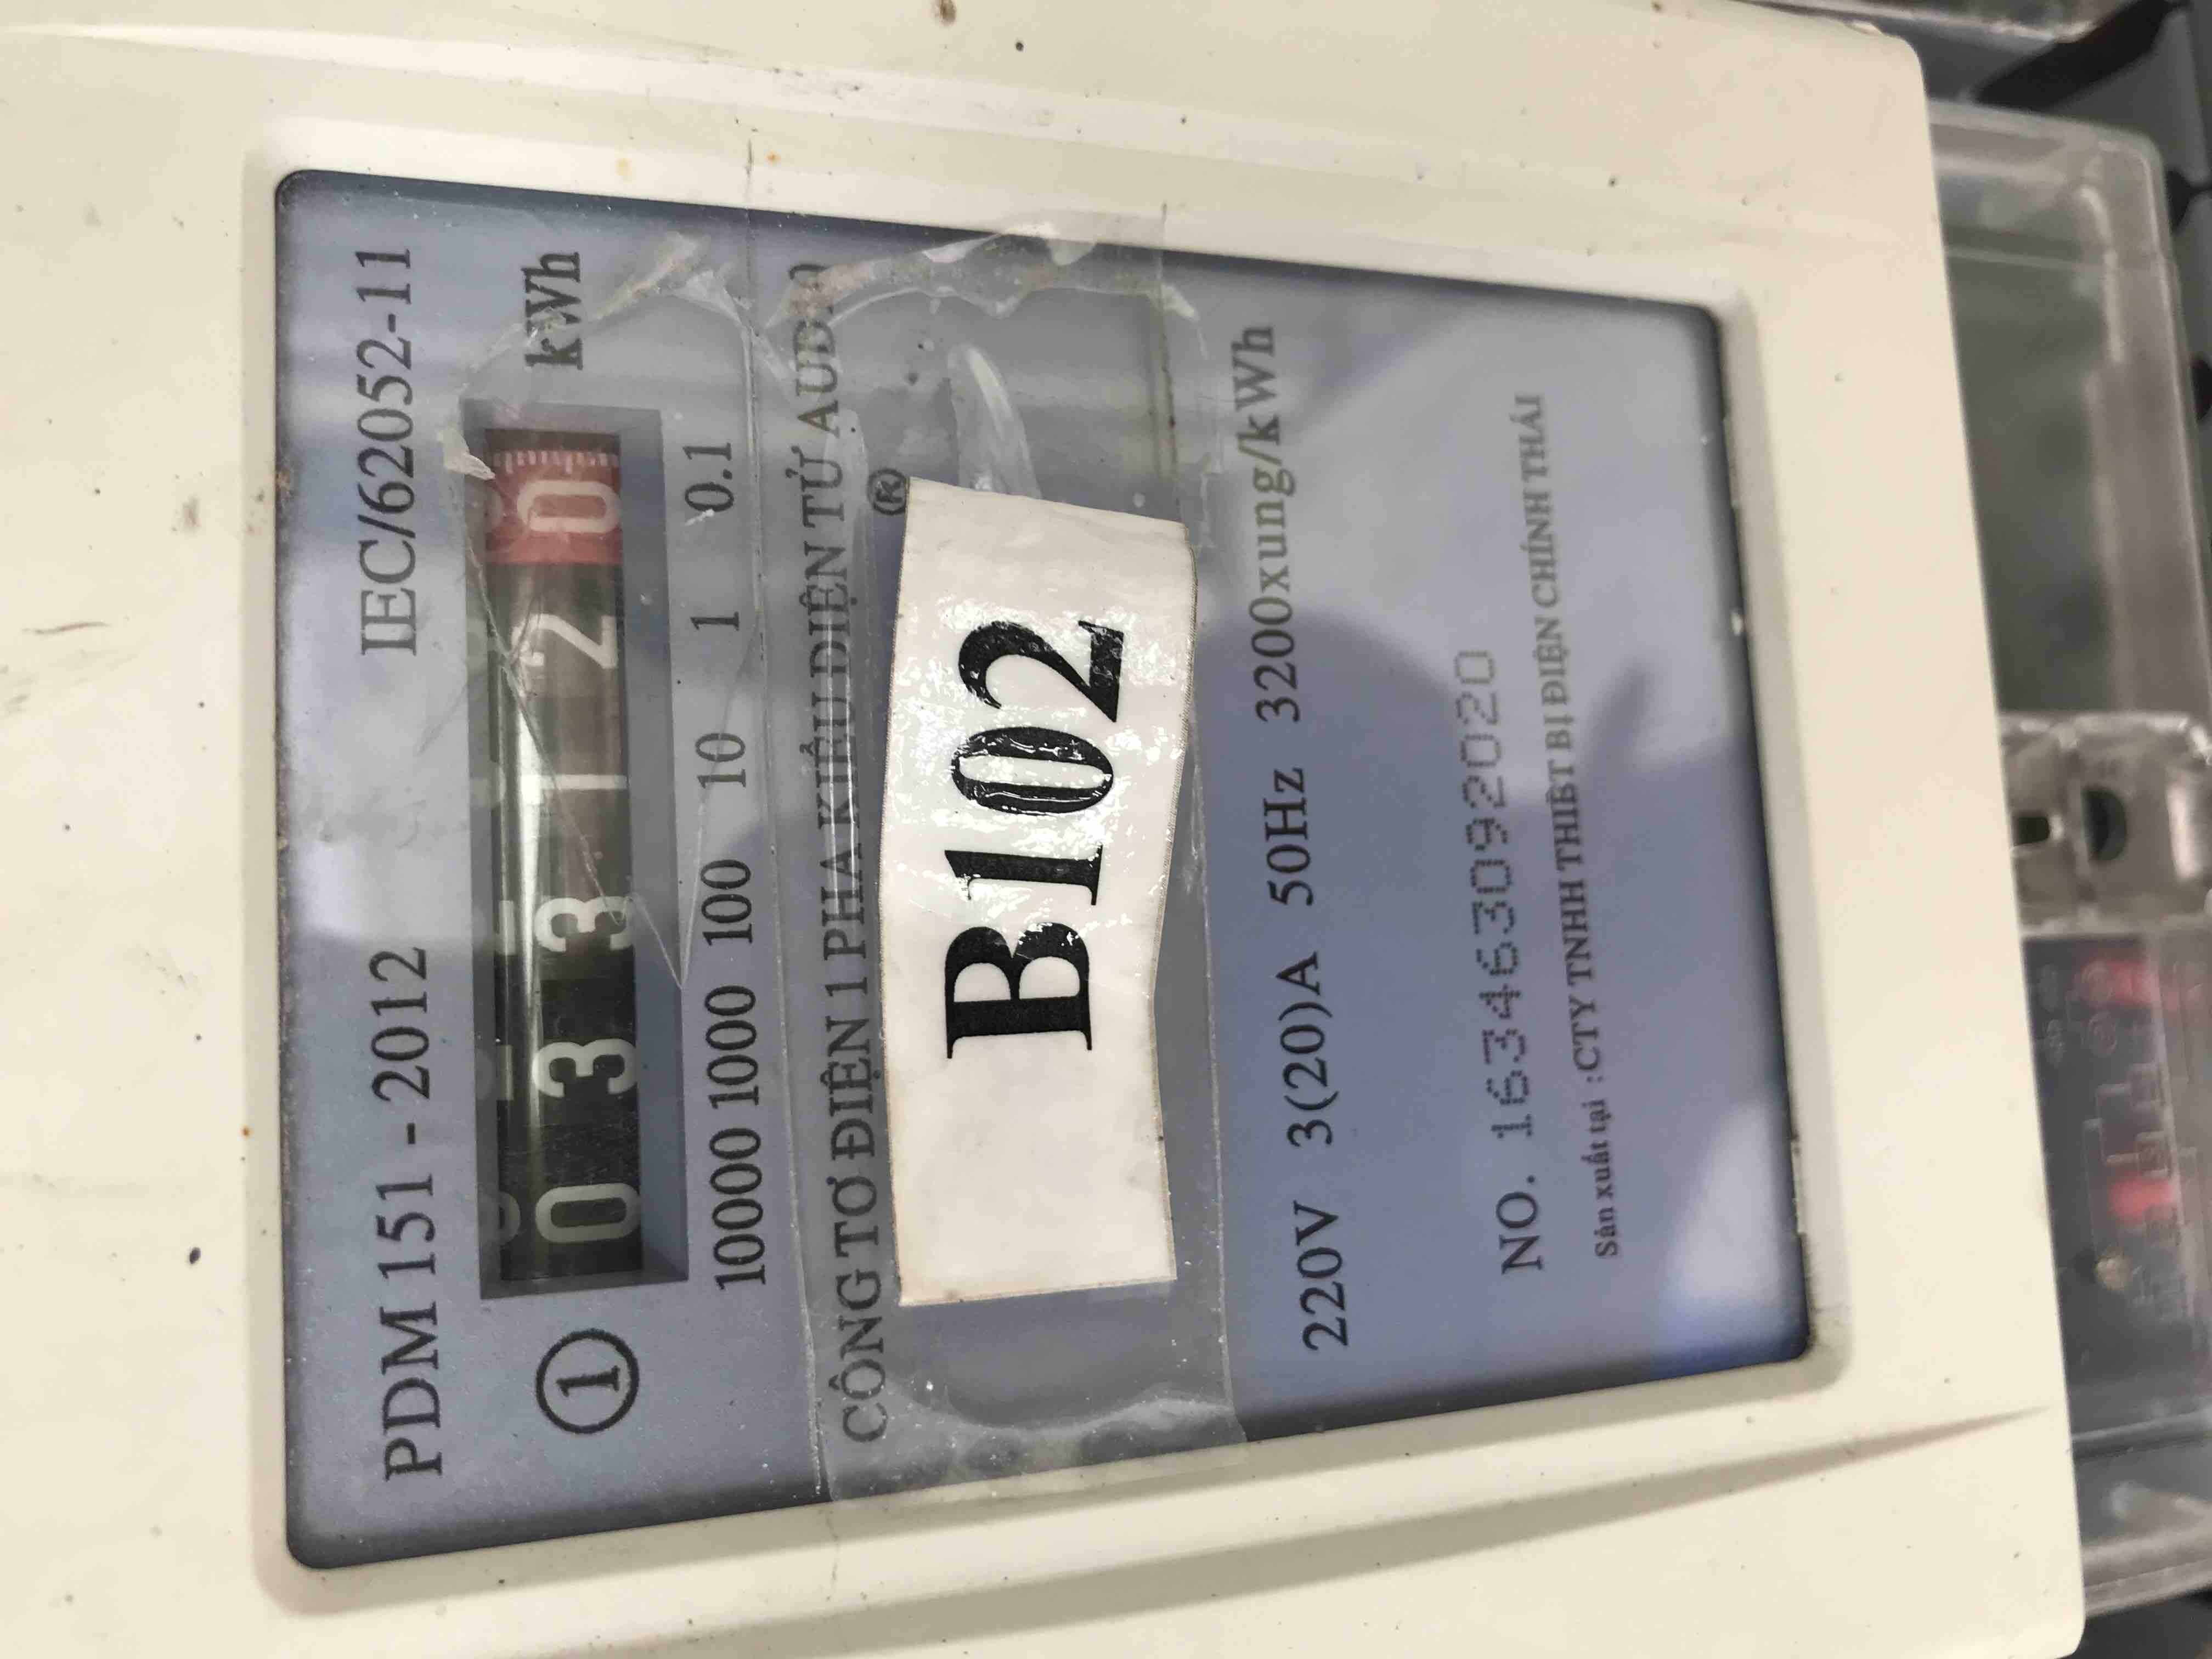 PDM 151 - 2012 IEC/62052-11
1 0 3 3 1 2 0 kWh
10000 1000 100 10 1 0.1
CÔNG TƠ ĐIỆN 1 PHA KIỂU ĐIỆN TỬ
®
B102
220V 3(20)A 50Hz 3200xung/kWh
NO. 163463092020
Sản xuất tại : CTY TNHH THIẾT BỊ ĐIỆN CHÍNH THÁI